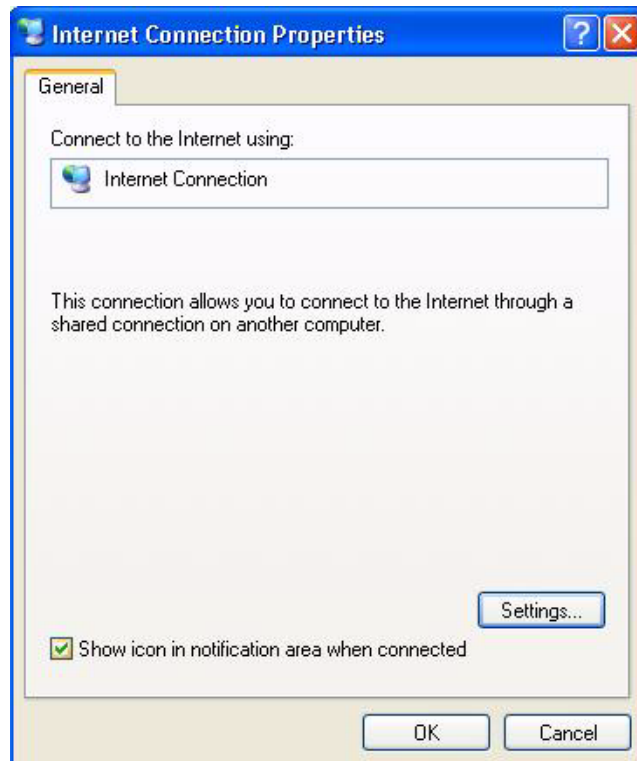 Internet Connection Properties
General
Connect to the Internet using:
Internet Connection
This connection allows you to connect to the Internet through a
shared connection on another computer.
Settings...
Show icon in notification area when connected
OK
Cancel